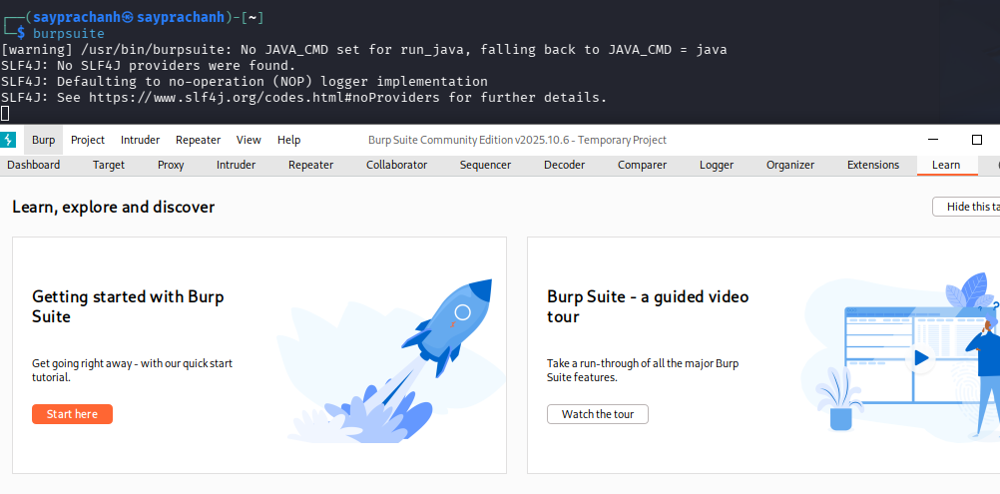 ┌──(sayprachanh㉿sayprachanh)-[~]
└─$ burpsuite
[warning] /usr/bin/burpsuite: No JAVA_CMD set for run_java, falling back to JAVA_CMD = java
SLF4J: No SLF4J providers were found.
SLF4J: Defaulting to no-operation (NOP) logger implementation
SLF4J: See https://www.slf4j.org/codes.html#noProviders for further details.
Burp Project Intruder Repeater View Help Burp Suite Community Edition v2025.10.6 - Temporary Project
Dashboard Target Proxy Intruder Repeater Collaborator Sequencer Decoder Comparer Logger Organizer Extensions Learn
Learn, explore and discover
Hide this ta
Getting started with Burp
Suite
Get going right away - with our quick start
tutorial.
Start here
Burp Suite - a guided video
tour
Take a run-through of all the major Burp
Suite features.
Watch the tour